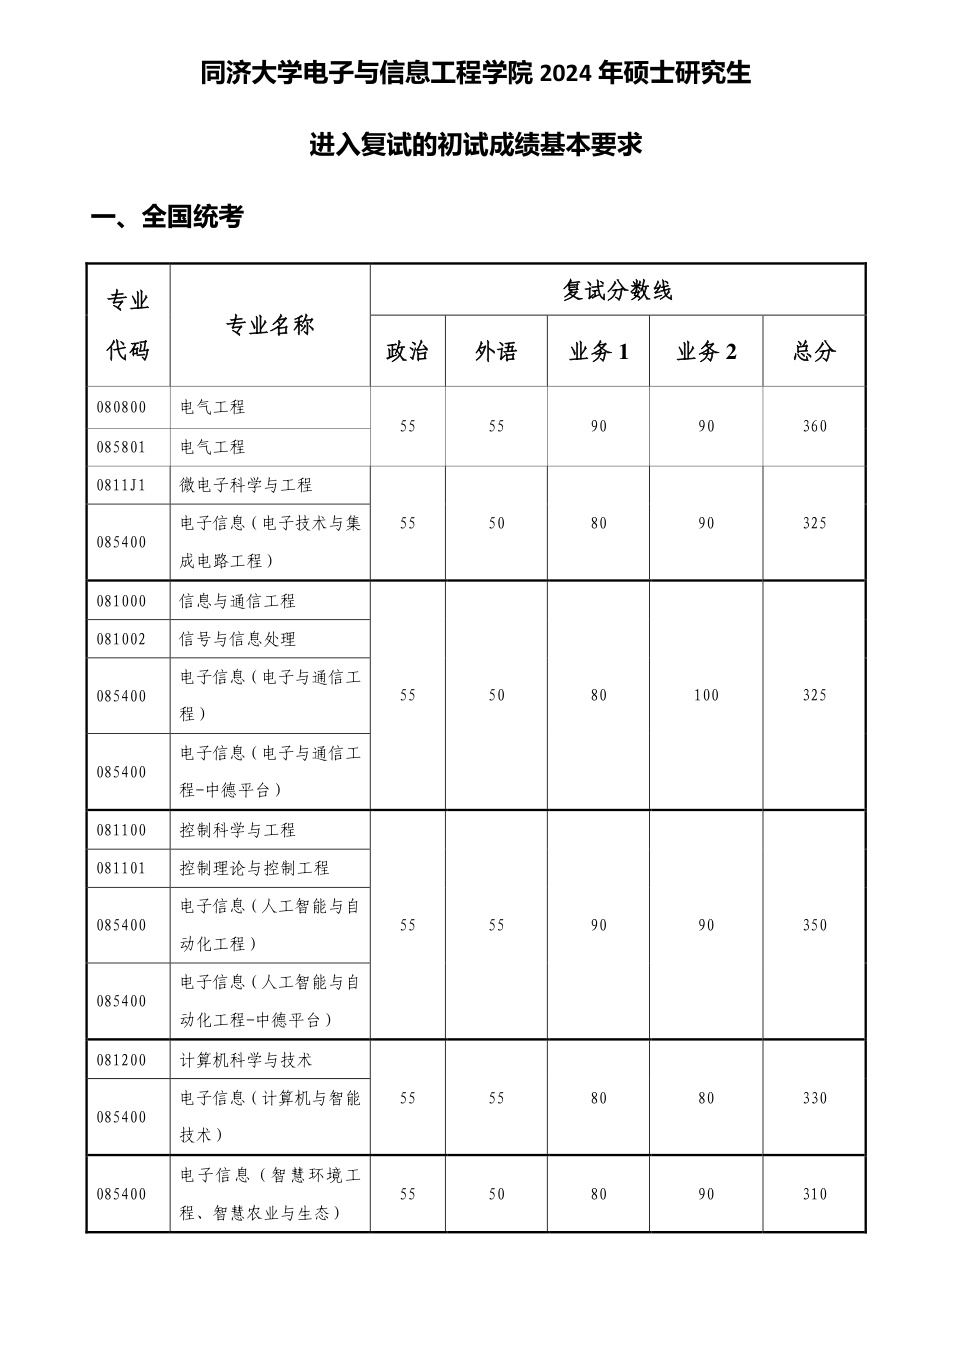 同济大学电子与信息工程学院 2024 年硕士研究生
进入复试的初试成绩基本要求
一、全国统考
专业
代码
专业名称
复试分数线
政治 外语 业务 1 业务 2 总分
080800 电气工程
55 55 90 90 360
085801 电气工程
0811J1 微电子科学与工程
085400
电子信息（电子技术与集
成电路工程）
55 50 80 90 325
081000 信息与通信工程
081002 信号与信息处理
085400
电子信息（电子与通信工
程）
55 50 80 100 325
085400
电子信息（电子与通信工
程-中德平台）
081100 控制科学与工程
081101 控制理论与控制工程
085400
电子信息（人工智能与自
动化工程）
55 55 90 90 350
085400
电子信息（人工智能与自
动化工程-中德平台）
081200 计算机科学与技术
085400
电子信息（计算机与智能
技术）
55 55 80 80 330
085400
电子信息（智慧环境工
程、智慧农业与生态）
55 50 80 90 310